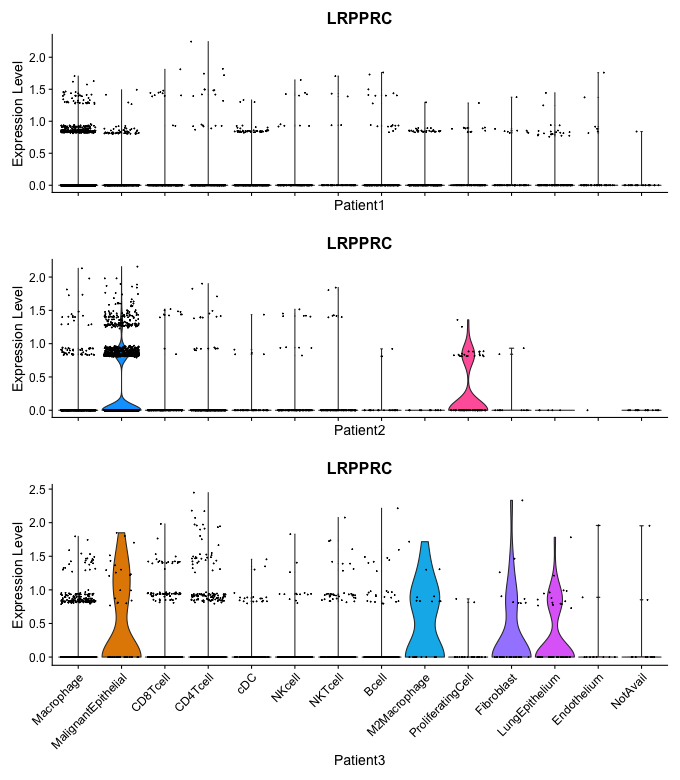 LRPPRC
Expression Level
2.0
1.5
1.0
0.5
0.0
Patient1
LRPPRC
Expression Level
2.0
1.5
1.0
0.5
0.0
Patient2
LRPPRC
Expression Level
2.5
2.0
1.5
1.0
0.5
0.0
Macrophage
MalignantEpithelial
CD8Tcell
CD4Tcell
cDC
NKcell
NKTcell
Bcell
M2Macrophage
ProliferatingCell
Fibroblast
LungEpithelium
Endothelium
NotAvail
Patient3